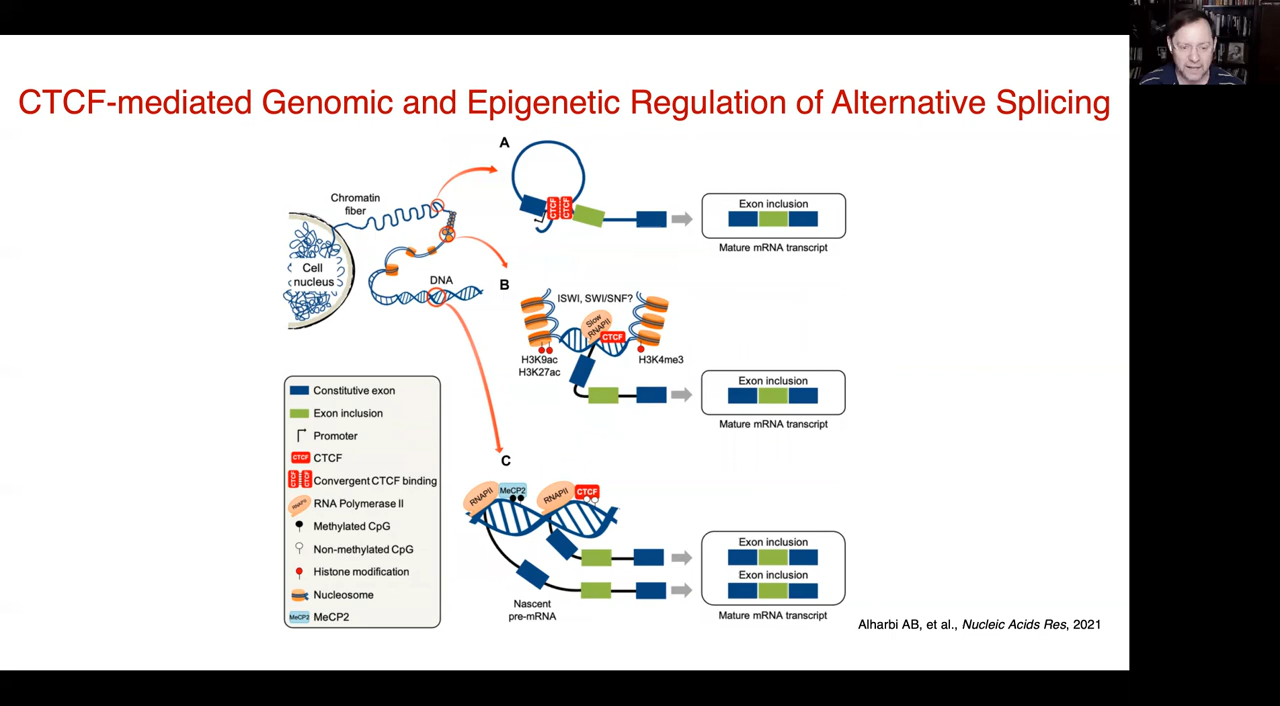 CTCF-mediated Genomic and Epigenetic Regulation of Alternative Splicing
A
Chromatin
fiber
Cell
nucleus
DNA
CTCF
CTCF
Exon inclusion
Mature mRNA transcript
B
ISWI, SWI/SNF?
Slow
RNAPII
CTCF
H3K9ac
H3K27ac
H3K4me3
Exon inclusion
Mature mRNA transcript
Constitutive exon
Exon inclusion
Promoter
CTCF CTCF
CTCF CTCF Convergent CTCF binding
RNAPII RNA Polymerase II
Methylated CpG
Non-methylated CpG
Histone modification
Nucleosome
MeCP2 MeCP2
C
RNAPII
MeCP2
RNAPII
CTCF
Nascent
pre-mRNA
Exon inclusion
Exon inclusion
Mature mRNA transcript
Alharbi AB, et al., Nucleic Acids Res, 2021